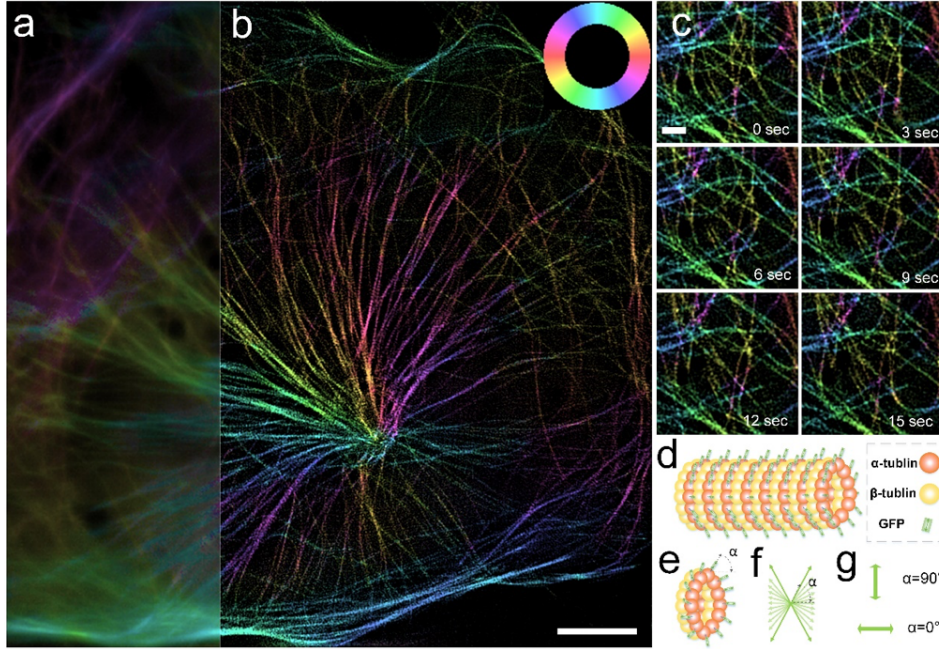 a
b
c
0 sec
3 sec
6 sec
9 sec
12 sec
15 sec
d
α-tublin
β-tublin
GFP
e
α
f
α
g
α=90°
α=0°